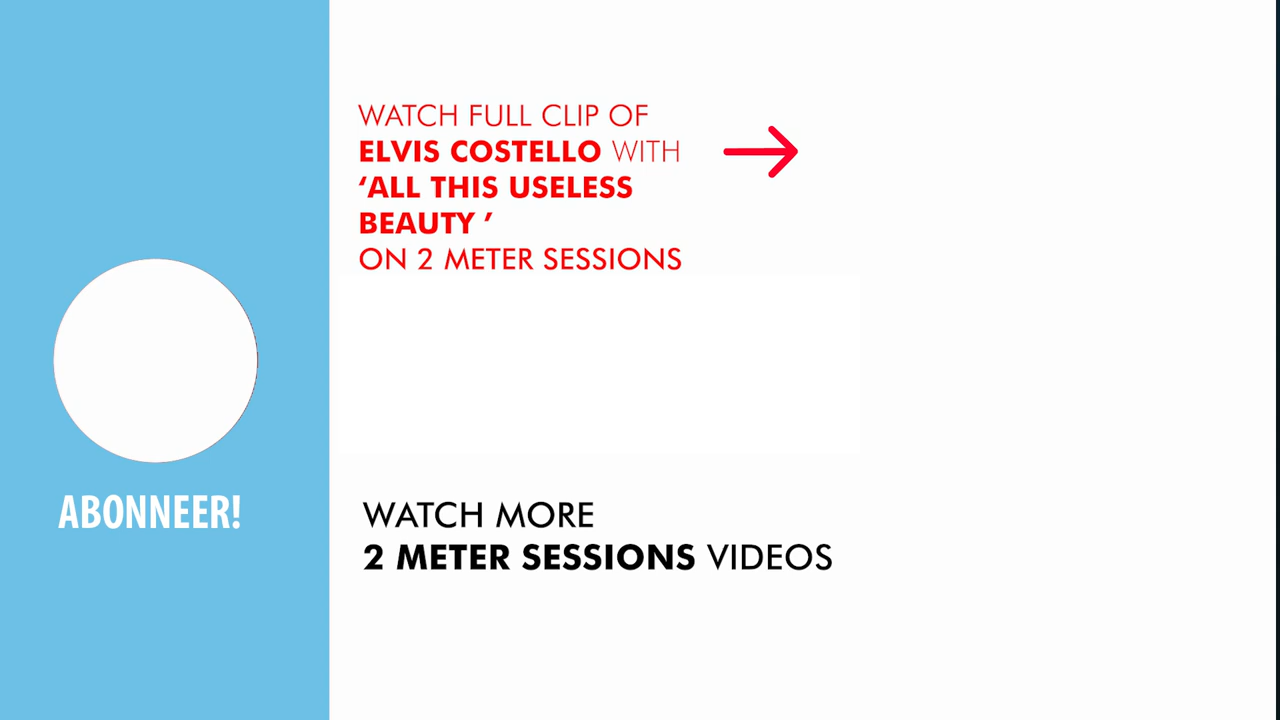 WATCH FULL CLIP OF
ELVIS COSTELLO WITH
‘ALL THIS USELESS
BEAUTY ’
ON 2 METER SESSIONS
ABONNEER!
WATCH MORE
2 METER SESSIONS VIDEOS